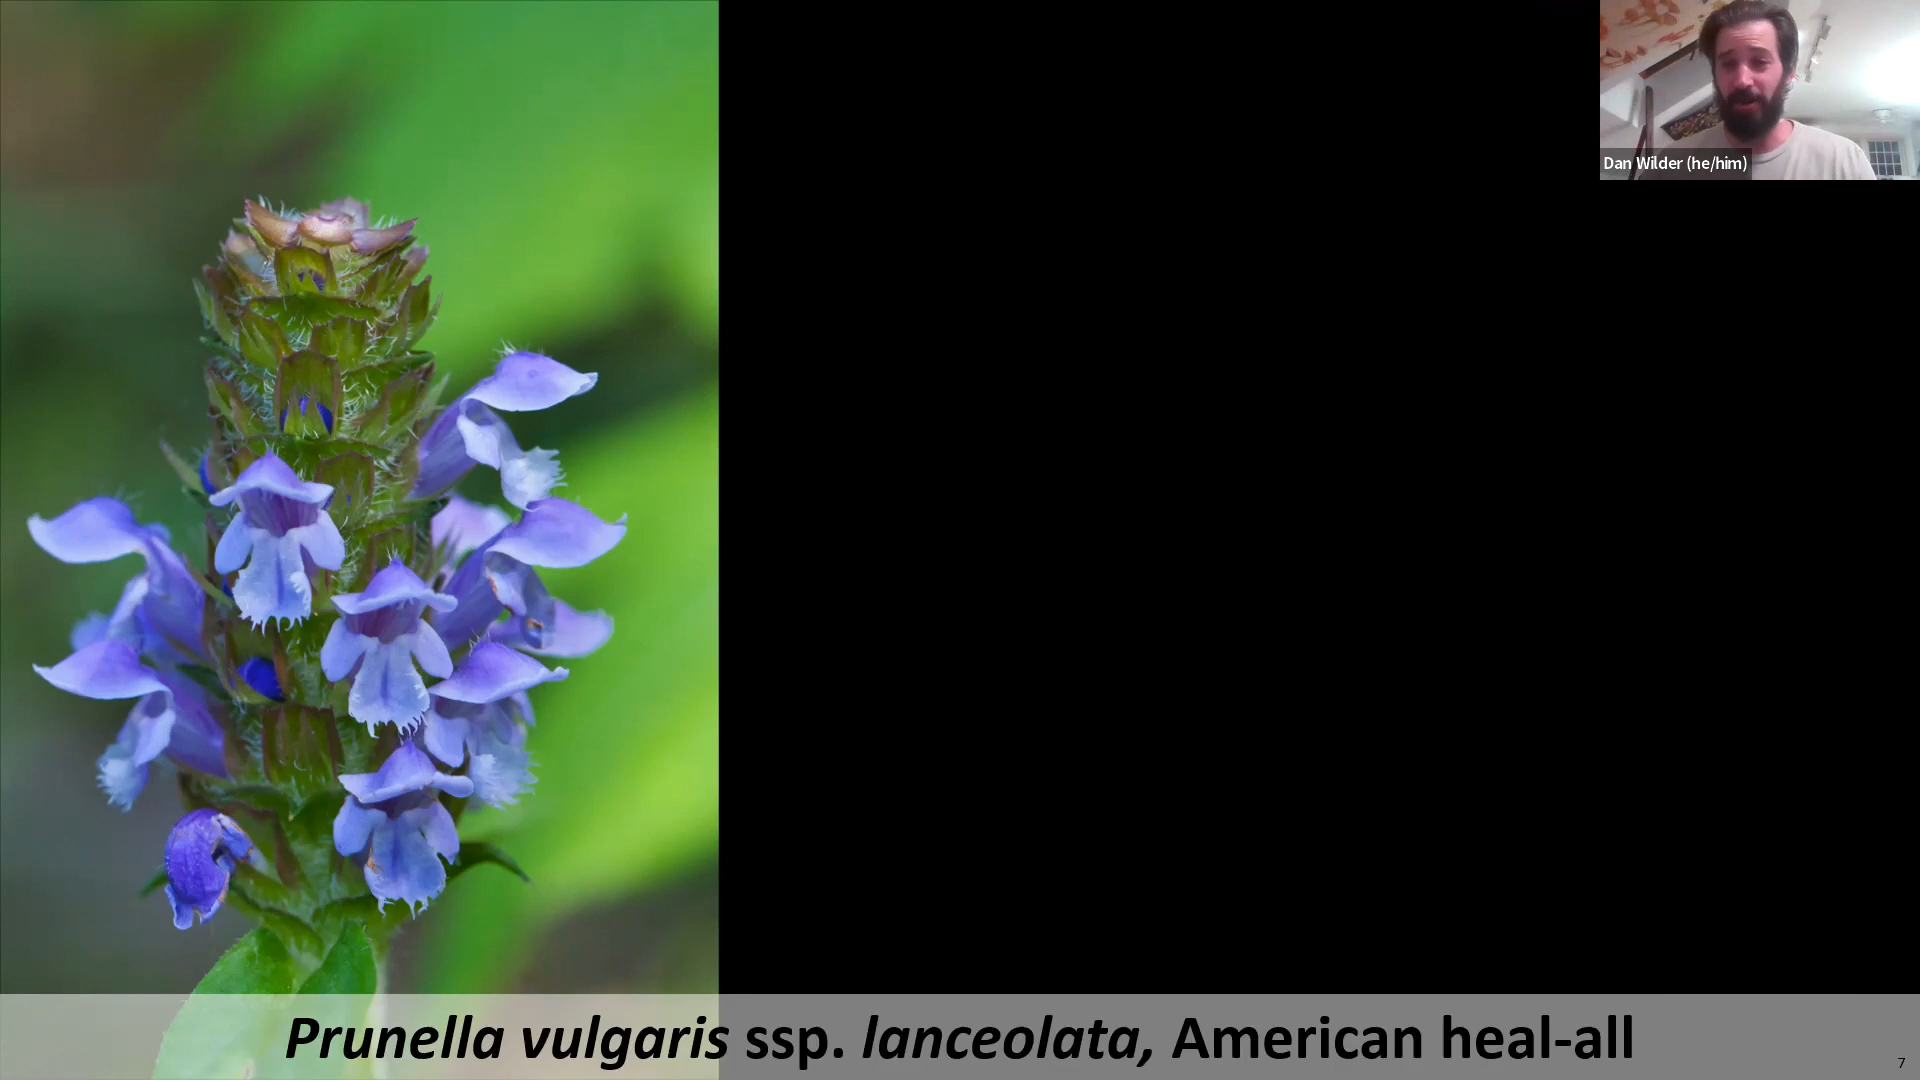 Dan Wilder (he/him)
Prunella vulgaris ssp. lanceolata, American heal-all
7